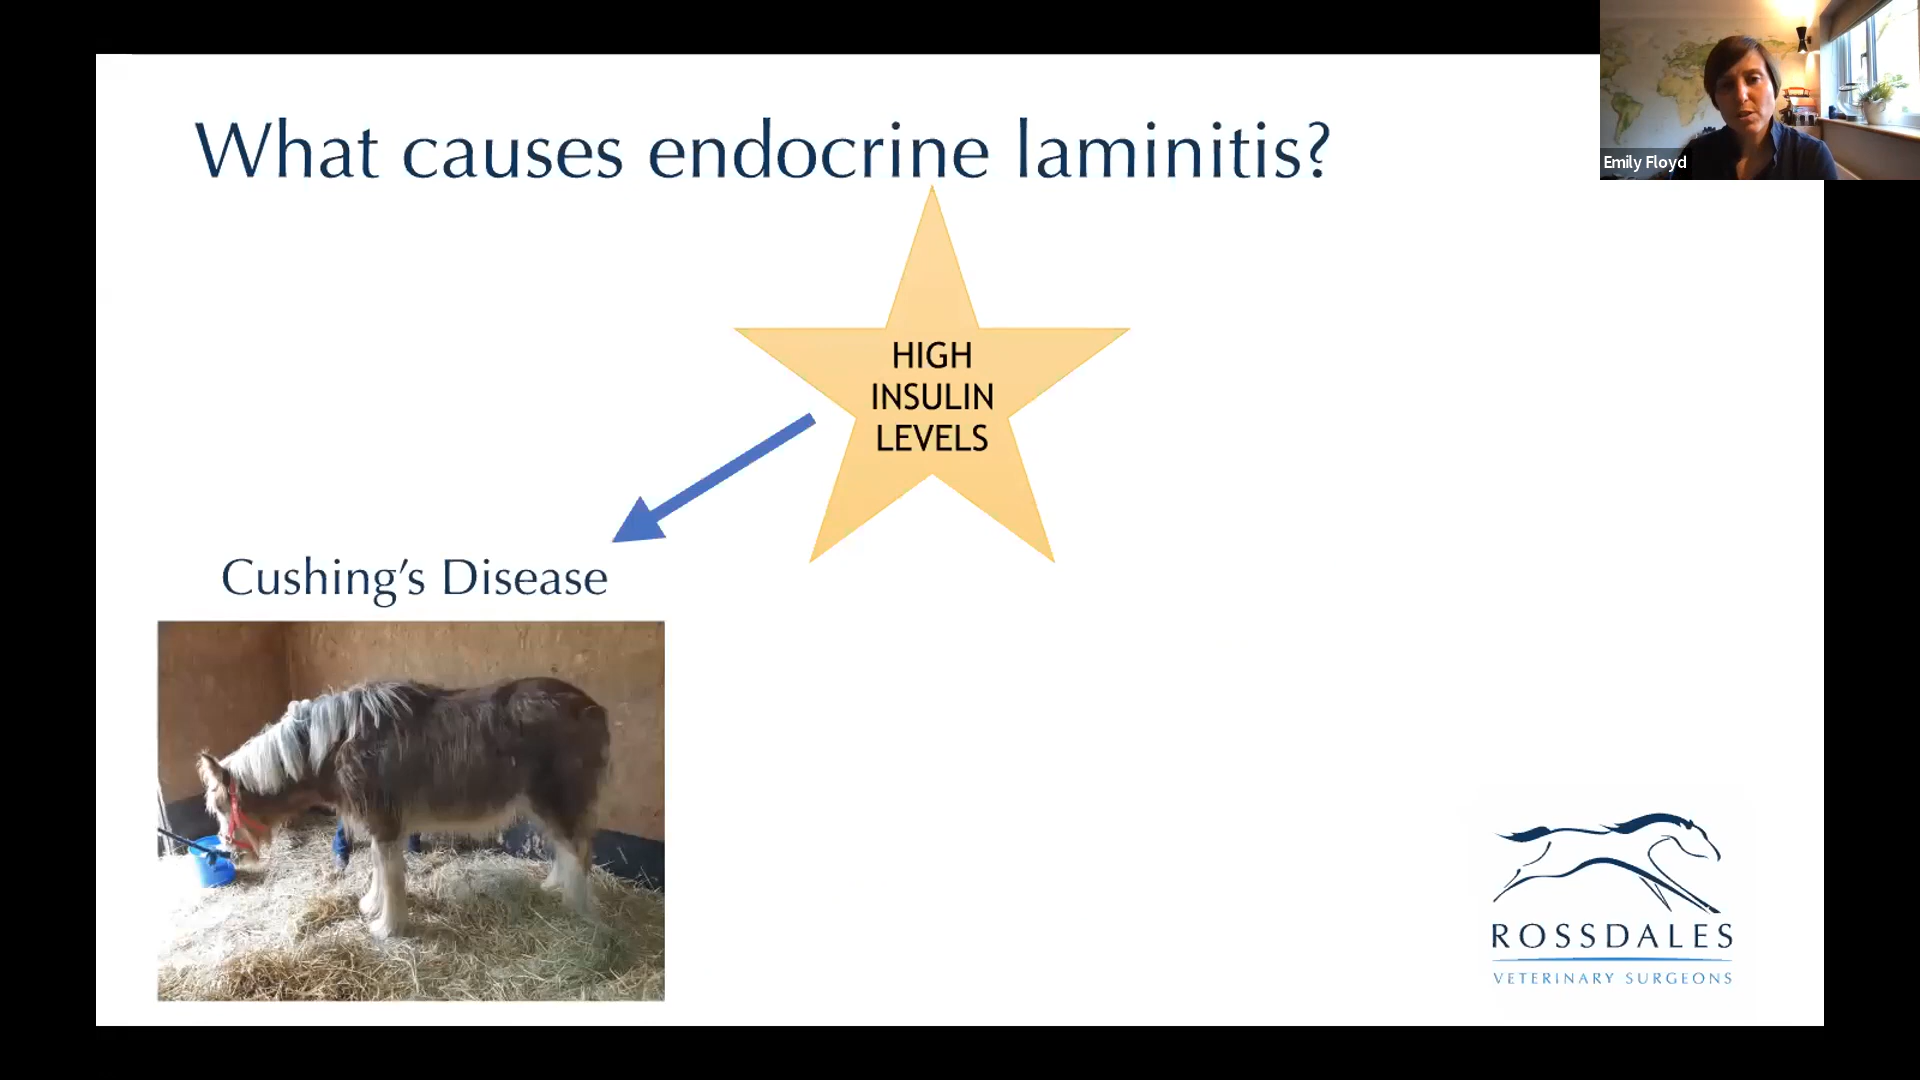 What causes endocrine laminitis?
Emily Floyd
HIGH
INSULIN
LEVELS
Cushing’s Disease
ROSSDALES
VETERINARY SURGEONS